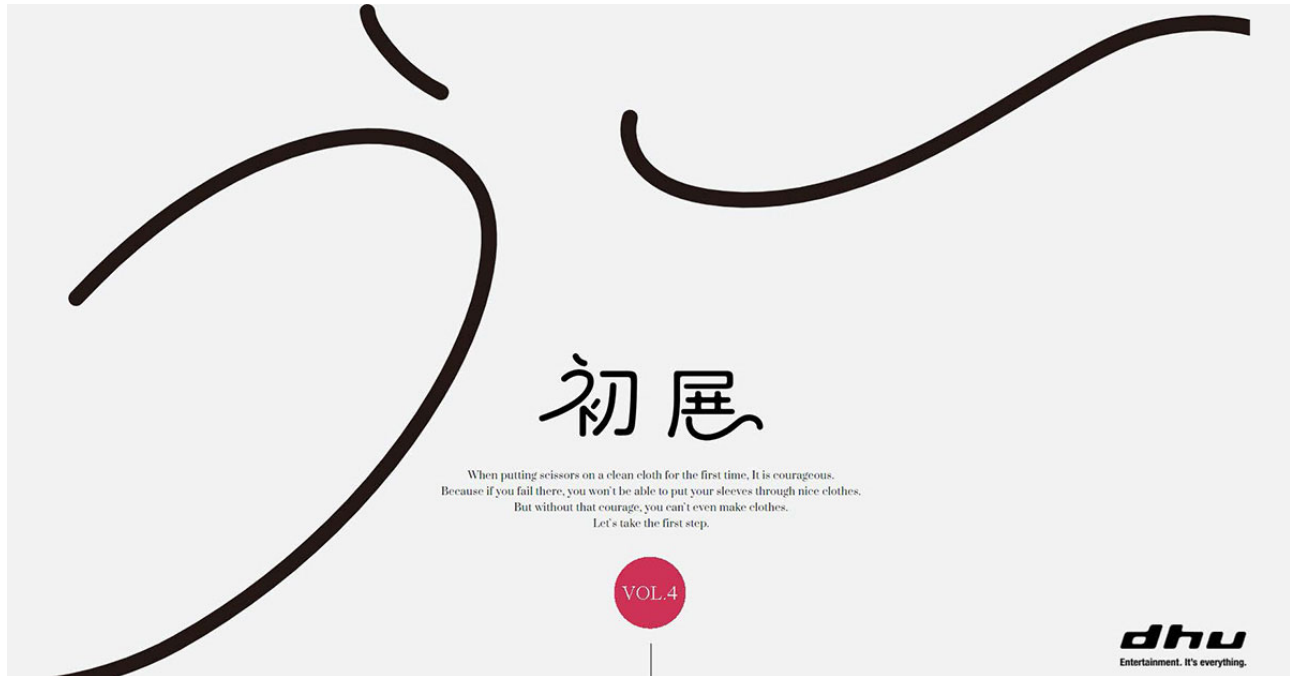 初展
When putting scissors on a clean cloth for the first time, It is courageous.
Because if you fail there, you won't be able to put your sleeves through nice clothes.
But without that courage, you can't even make clothes.
Let's take the first step.
VOL.4
dhu
Entertainment. It's everything.